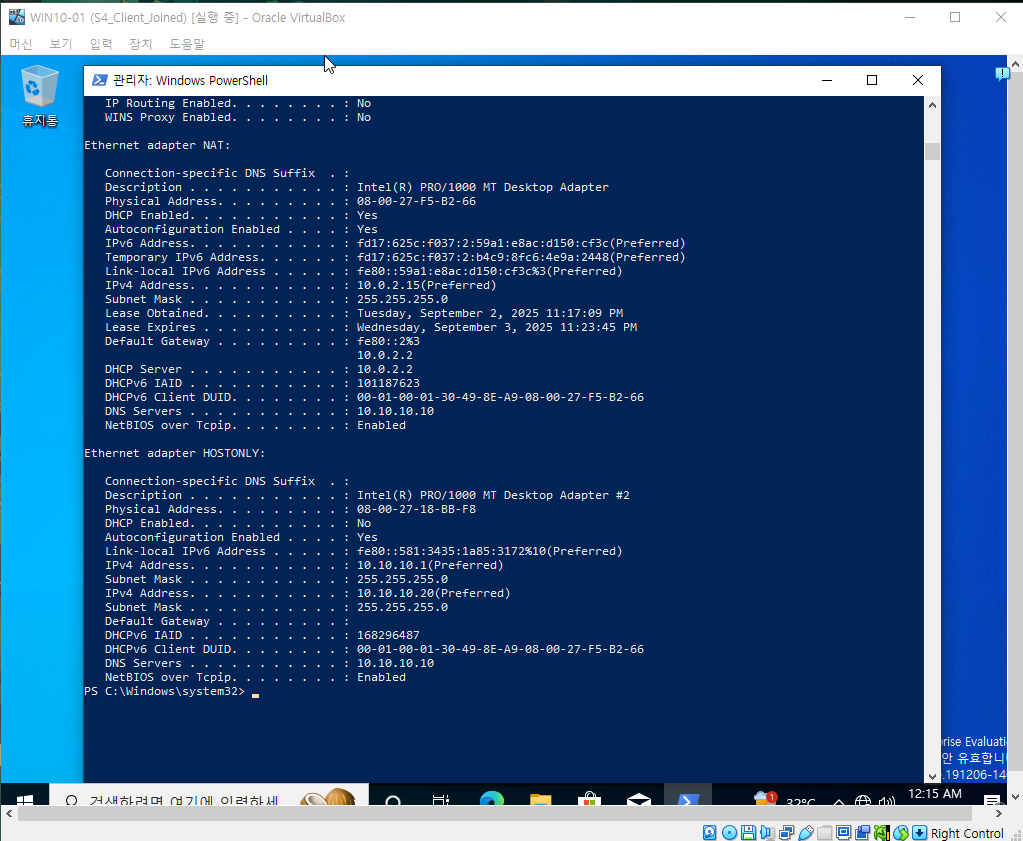 WIN10-01 (S4_Client_Joined) [실행 중] - Oracle VirtualBox
머신 보기 입력 장치 도움말
관리자: Windows PowerShell
휴지통
IP Routing Enabled. . . . . . . . : No
WINS Proxy Enabled. . . . . . . . : No
Ethernet adapter NAT:
Connection-specific DNS Suffix  . :
Description . . . . . . . . . . . : Intel(R) PRO/1000 MT Desktop Adapter
Physical Address. . . . . . . . . : 08-00-27-F5-B2-66
DHCP Enabled. . . . . . . . . . . : Yes
Autoconfiguration Enabled . . . . : Yes
IPv6 Address. . . . . . . . . . . : fd17:625c:f037:2:59a1:e8ac:d150:cf3c(Preferred)
Temporary IPv6 Address. . . . . . : fd17:625c:f037:2:b4c9:8fc6:4e9a:2448(Preferred)
Link-local IPv6 Address . . . . . : fe80::59a1:e8ac:d150:cf3c%3(Preferred)
IPv4 Address. . . . . . . . . . . : 10.0.2.15(Preferred)
Subnet Mask . . . . . . . . . . . : 255.255.255.0
Lease Obtained. . . . . . . . . . : Tuesday, September 2, 2025 11:17:09 PM
Lease Expires . . . . . . . . . . : Wednesday, September 3, 2025 11:23:45 PM
Default Gateway . . . . . . . . . : fe80::2%3
10.0.2.2
DHCP Server . . . . . . . . . . . : 10.0.2.2
DHCPv6 IAID . . . . . . . . . . . : 101187623
DHCPv6 Client DUID. . . . . . . . : 00-01-00-01-30-49-8E-A9-08-00-27-F5-B2-66
DNS Servers . . . . . . . . . . . : 10.10.10.10
NetBIOS over Tcpip. . . . . . . . : Enabled
Ethernet adapter HOSTONLY:
Connection-specific DNS Suffix  . :
Description . . . . . . . . . . . : Intel(R) PRO/1000 MT Desktop Adapter #2
Physical Address. . . . . . . . . : 08-00-27-18-BB-F8
DHCP Enabled. . . . . . . . . . . : No
Autoconfiguration Enabled . . . . : Yes
Link-local IPv6 Address . . . . . : fe80::581:3435:1a85:3172%10(Preferred)
IPv4 Address. . . . . . . . . . . : 10.10.10.1(Preferred)
Subnet Mask . . . . . . . . . . . : 255.255.255.0
IPv4 Address. . . . . . . . . . . : 10.10.10.20(Preferred)
Subnet Mask . . . . . . . . . . . : 255.255.255.0
Default Gateway . . . . . . . . . :
DHCPv6 IAID . . . . . . . . . . . : 168296487
DHCPv6 Client DUID. . . . . . . . : 00-01-00-01-30-49-8E-A9-08-00-27-F5-B2-66
DNS Servers . . . . . . . . . . . : 10.10.10.10
NetBIOS over Tcpip. . . . . . . . : Enabled
PS C:\Windows\system32>
rise Evaluati
안 유효합니
.191206-14
검색하려면 여기에 입력하세
1
32°C
12:15 AM
Right Control